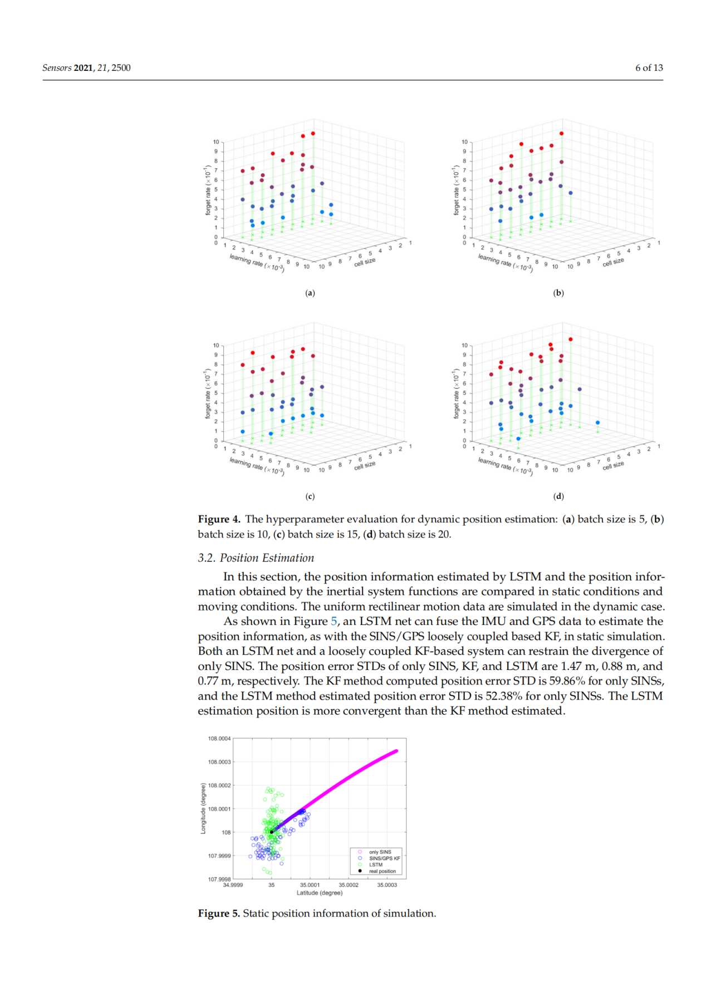 Sensors 2021, 21, 2500
6 of 13
10
9
8
7
6
5
4
3
2
1
0
forget rate (×10⁻¹)
0 1 2 3 4 5 6 7 8 9 10
learning rate (×10⁻³)
10 9 8 7 6 5 4 3 2 1
cell size
(a)
10
9
8
7
6
5
4
3
2
1
0
forget rate (×10⁻¹)
0 1 2 3 4 5 6 7 8 9 10
learning rate (×10⁻³)
10 9 8 7 6 5 4 3 2 1
cell size
(b)
10
9
8
7
6
5
4
3
2
1
0
forget rate (×10⁻¹)
0 1 2 3 4 5 6 7 8 9 10
learning rate (×10⁻³)
10 9 8 7 6 5 4 3 2 1
cell size
(c)
10
9
8
7
6
5
4
3
2
1
0
forget rate (×10⁻¹)
0 1 2 3 4 5 6 7 8 9 10
learning rate (×10⁻³)
10 9 8 7 6 5 4 3 2 1
cell size
(d)
Figure 4. The hyperparameter evaluation for dynamic position estimation: (a) batch size is 5, (b)
batch size is 10, (c) batch size is 15, (d) batch size is 20.
3.2. Position Estimation
In this section, the position information estimated by LSTM and the position infor-
mation obtained by the inertial system functions are compared in static conditions and
moving conditions. The uniform rectilinear motion data are simulated in the dynamic case.
As shown in Figure 5, an LSTM net can fuse the IMU and GPS data to estimate the
position information, as with the SINS/GPS loosely coupled based KF, in static simulation.
Both an LSTM net and a loosely coupled KF-based system can restrain the divergence of
only SINS. The position error STDs of only SINS, KF, and LSTM are 1.47 m, 0.88 m, and
0.77 m, respectively. The KF method computed position error STD is 59.86% for only SINSs,
and the LSTM method estimated position error STD is 52.38% for only SINSs. The LSTM
estimation position is more convergent than the KF method estimated.
108.0004
108.0003
108.0002
108.0001
108
107.9999
107.9998
Longitude (degree)
only SINS
SINS/GPS KF
LSTM
real position
34.9999 35 35.0001 35.0002 35.0003
Latitude (degree)
Figure 5. Static position information of simulation.